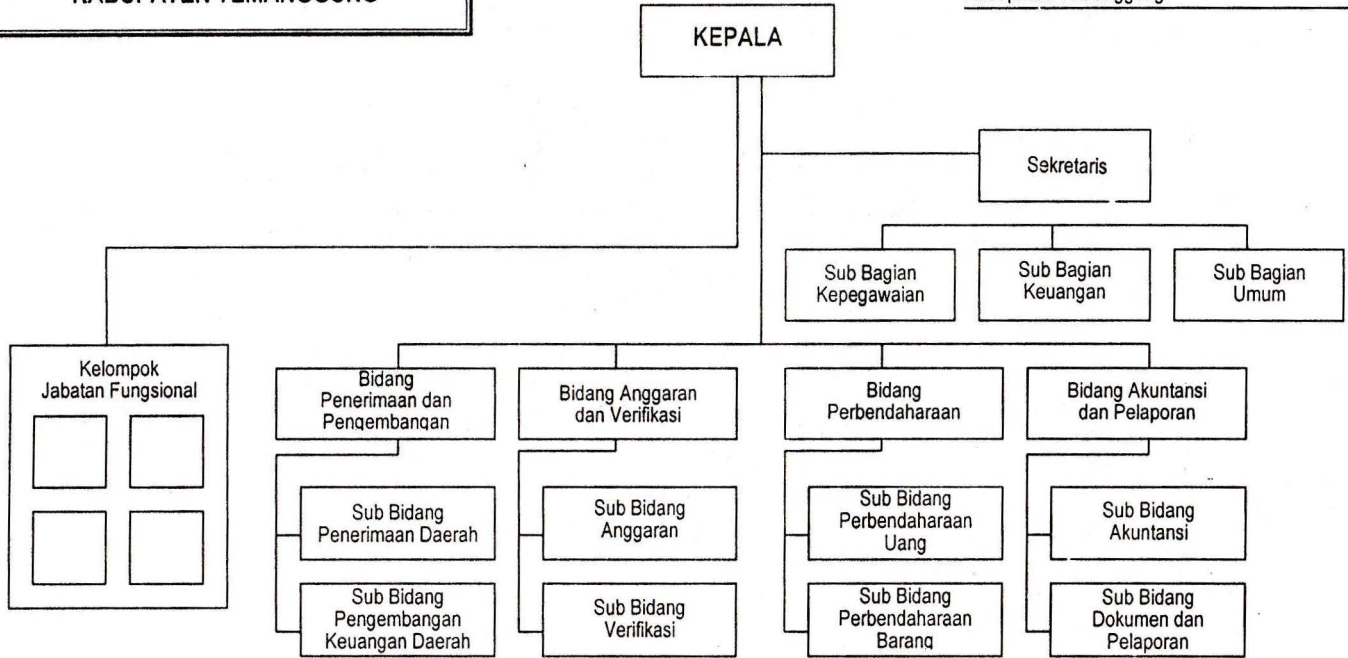 KABUPATEN TEMANGGUNG
KEPALA
Sekretaris
Sub Bagian
Kepegawaian
Sub Bagian
Keuangan
Sub Bagian
Umum
Kelompok
Jabatan Fungsional
Bidang
Penerimaan dan
Pengembangan
Bidang Anggaran
dan Verifikasi
Bidang
Perbendaharaan
Bidang Akuntansi
dan Pelaporan
Sub Bidang
Penerimaan Daerah
Sub Bidang
Anggaran
Sub Bidang
Perbendaharaan
Uang
Sub Bidang
Akuntansi
Sub Bidang
Pengembangan
Keuangan Daerah
Sub Bidang
Verifikasi
Sub Bidang
Perbendaharaan
Barang
Sub Bidang
Dokumen dan
Pelaporan